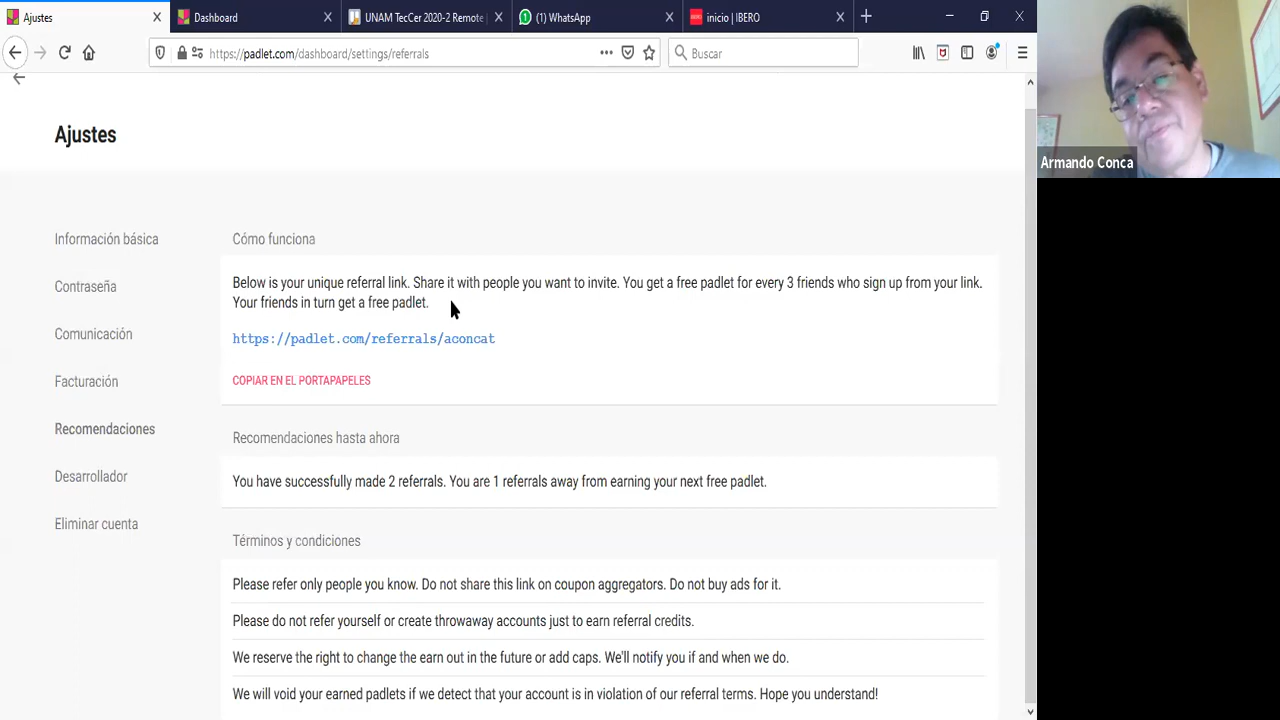 Ajustes
Dashboard
UNAM TecCer 2020-2 Remote
(1) WhatsApp
IBERO
inicio | IBERO
https://padlet.com/dashboard/settings/referrals
Buscar
Ajustes
Armando Conca
Información básica
Contraseña
Comunicación
Facturación
Recomendaciones
Desarrollador
Eliminar cuenta
Cómo funciona
Below is your unique referral link. Share it with people you want to invite. You get a free padlet for every 3 friends who sign up from your link.
Your friends in turn get a free padlet.
https://padlet.com/referrals/aconcat
COPIAR EN EL PORTAPAPELES
Recomendaciones hasta ahora
You have successfully made 2 referrals. You are 1 referrals away from earning your next free padlet.
Términos y condiciones
Please refer only people you know. Do not share this link on coupon aggregators. Do not buy ads for it.
Please do not refer yourself or create throwaway accounts just to earn referral credits.
We reserve the right to change the earn out in the future or add caps. We'll notify you if and when we do.
We will void your earned padlets if we detect that your account is in violation of our referral terms. Hope you understand!